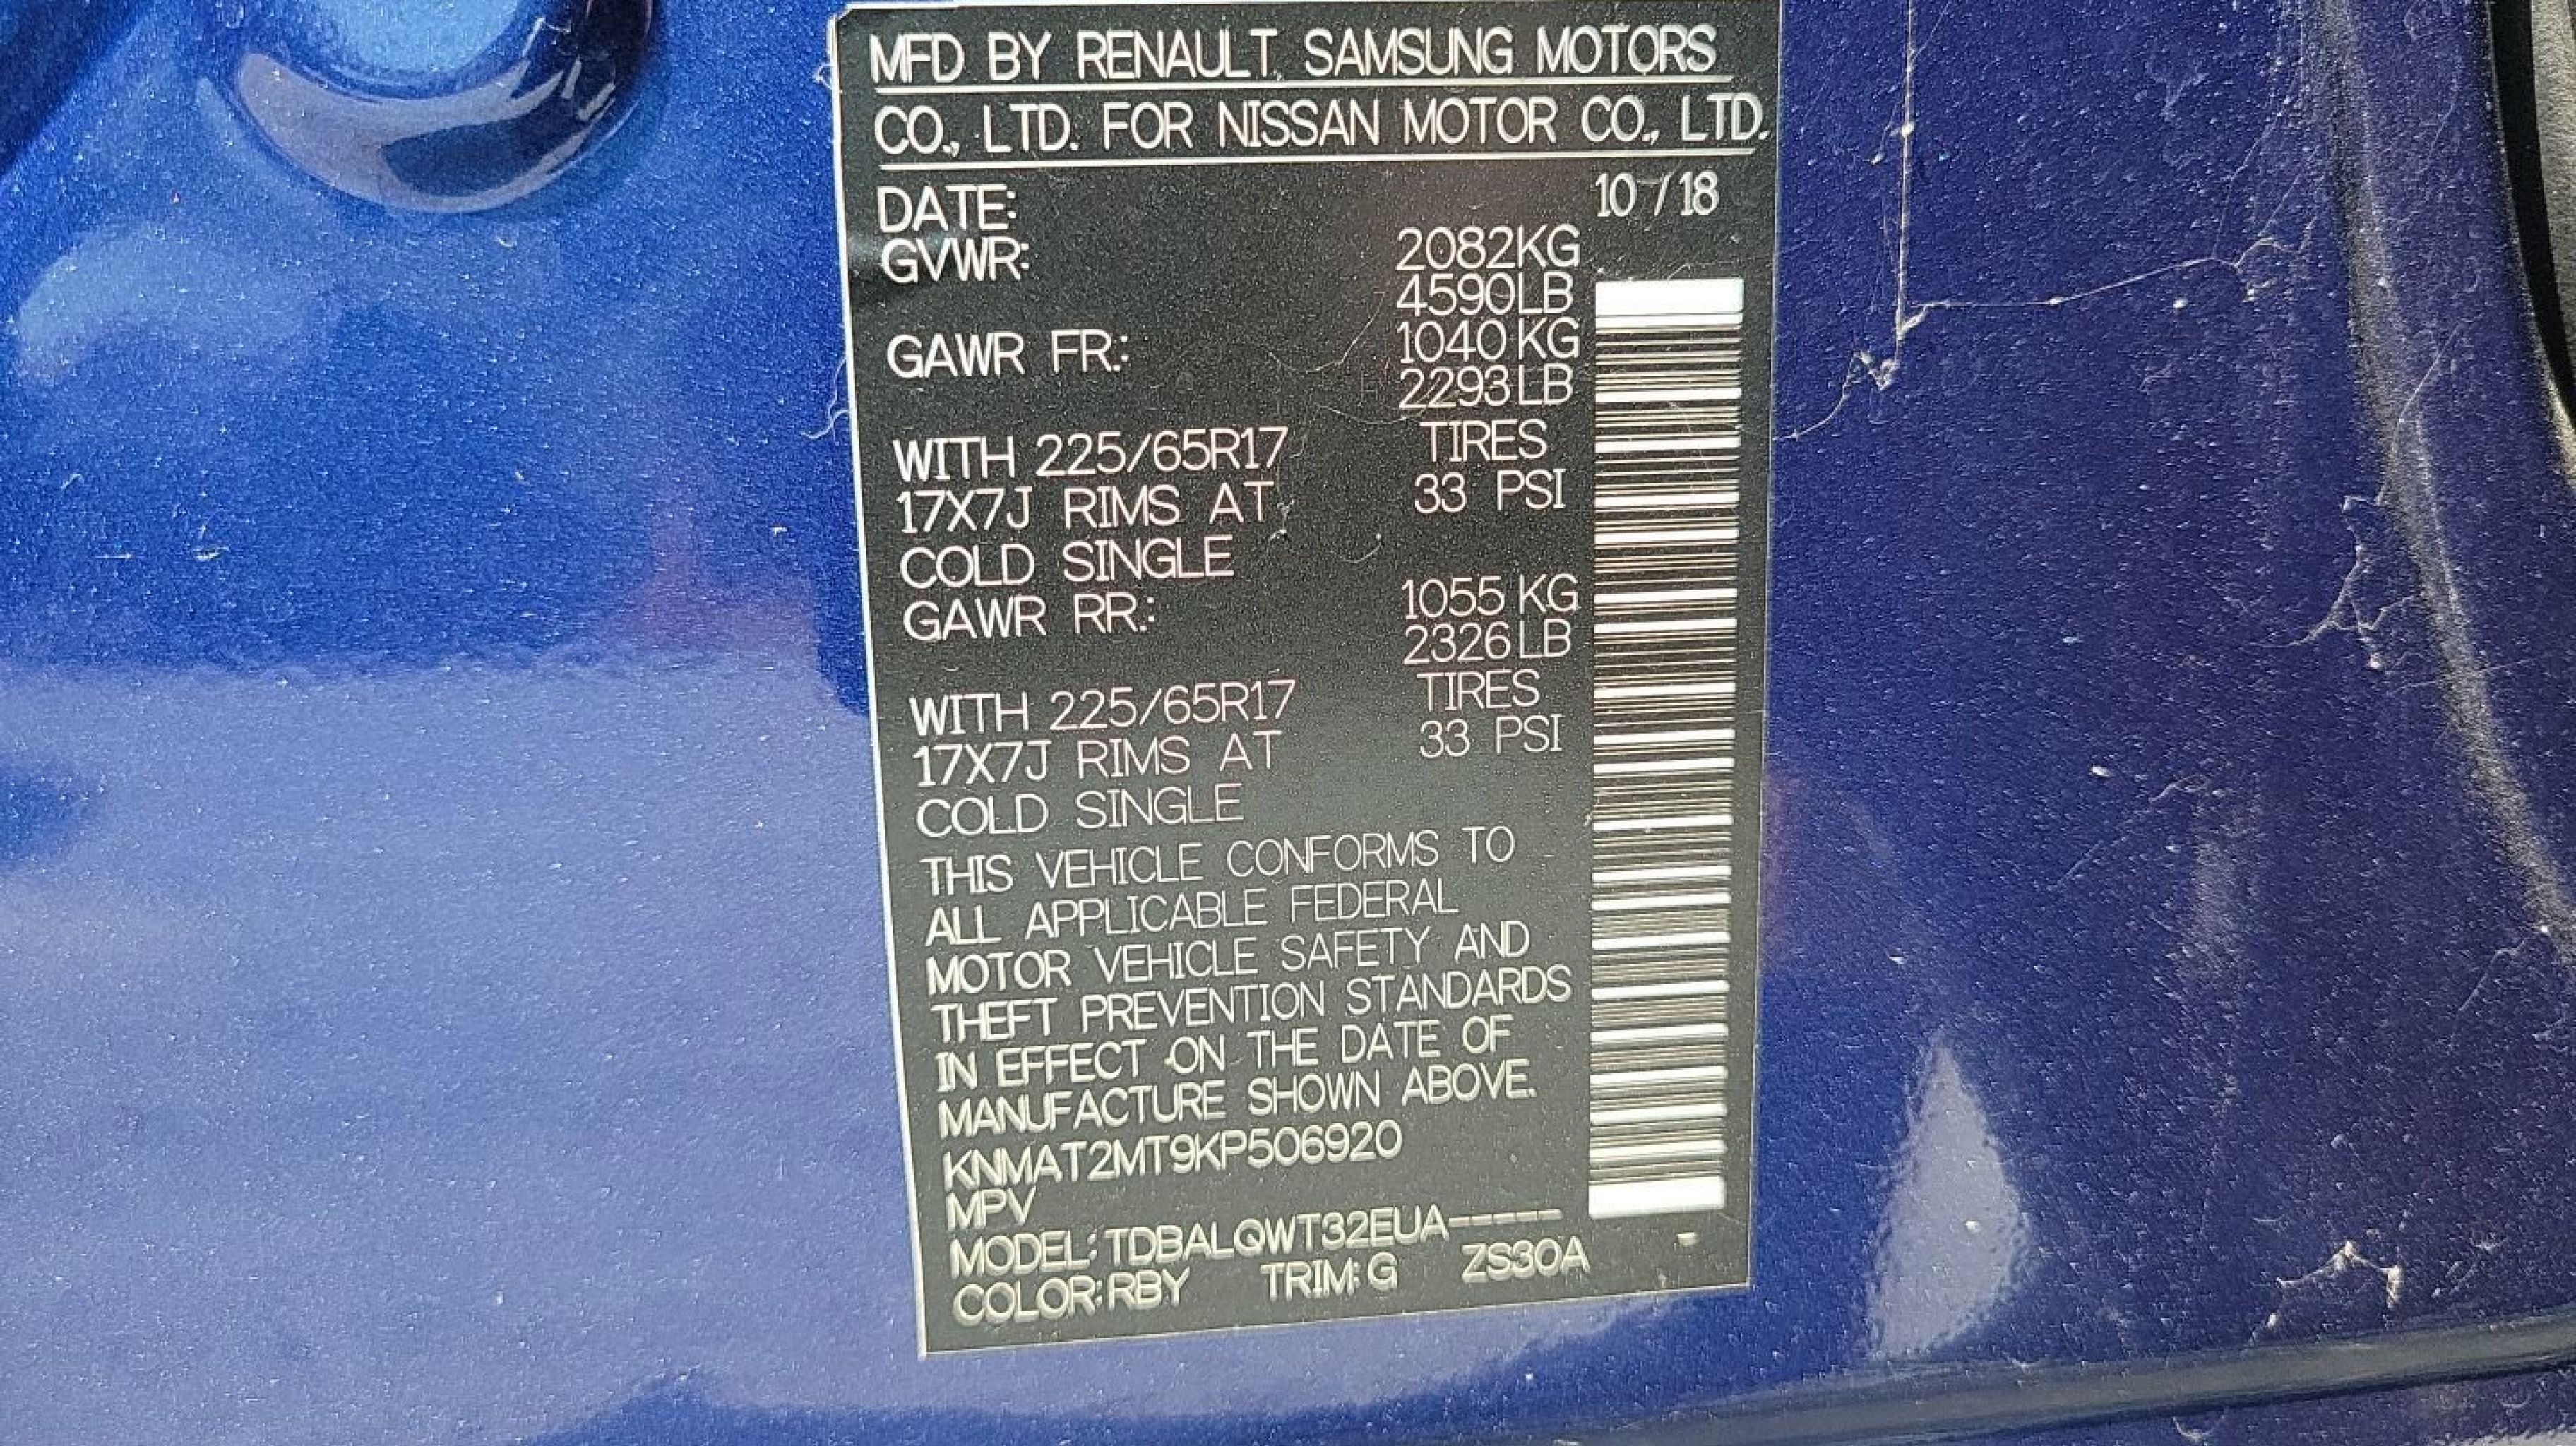 MFD BY RENAULT SAMSUNG MOTORS
CO., LTD. FOR NISSAN MOTOR CO., LTD.
DATE: 10 / 18
GVWR: 2082KG
4590LB
GAWR FR.: 1040 KG
2293 LB
WITH 225/65R17 TIRES
17X7J RIMS AT 33 PSI
COLD SINGLE
GAWR RR.: 1055 KG
2326 LB
WITH 225/65R17 TIRES
17X7J RIMS AT 33 PSI
COLD SINGLE
THIS VEHICLE CONFORMS TO
ALL APPLICABLE FEDERAL
MOTOR VEHICLE SAFETY AND
THEFT PREVENTION STANDARDS
IN EFFECT ON THE DATE OF
MANUFACTURE SHOWN ABOVE.
KNMAT2MT9KP506920
MPV
MODEL: TDBALQWT32EUA-----
COLOR: RBY TRIM: G ZS30A -